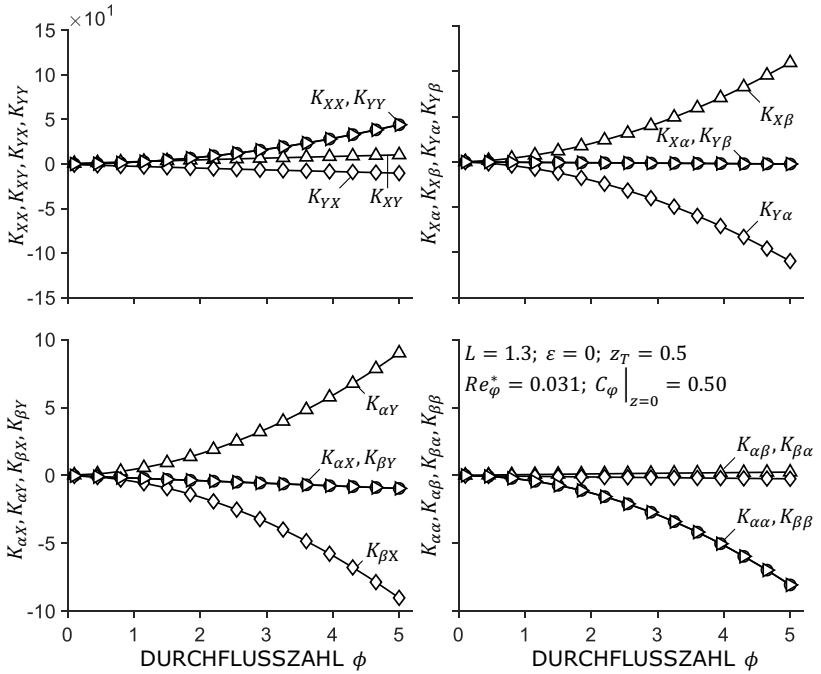 ×10¹
15
10
5
0
-5
-10
-15
K_XX, K_XY, K_YX, K_YY
K_XX, K_YY
K_YX
K_XY
K_Xα, K_Xβ, K_Yα, K_Yβ
K_Xβ
K_Xα, K_Yβ
K_Yα
10
5
0
-5
-10
K_αX, K_αY, K_βX, K_βY
K_αY
K_αX, K_βY
K_βX
0 1 2 3 4 5
DURCHFLUSSZAHL ϕ
L = 1.3; ε = 0; z_T = 0.5
Re*_φ = 0.031; C_φ |_z=0 = 0.50
K_αα, K_αβ, K_βα, K_ββ
K_αβ, K_βα
K_αα, K_ββ
0 1 2 3 4 5
DURCHFLUSSZAHL ϕ